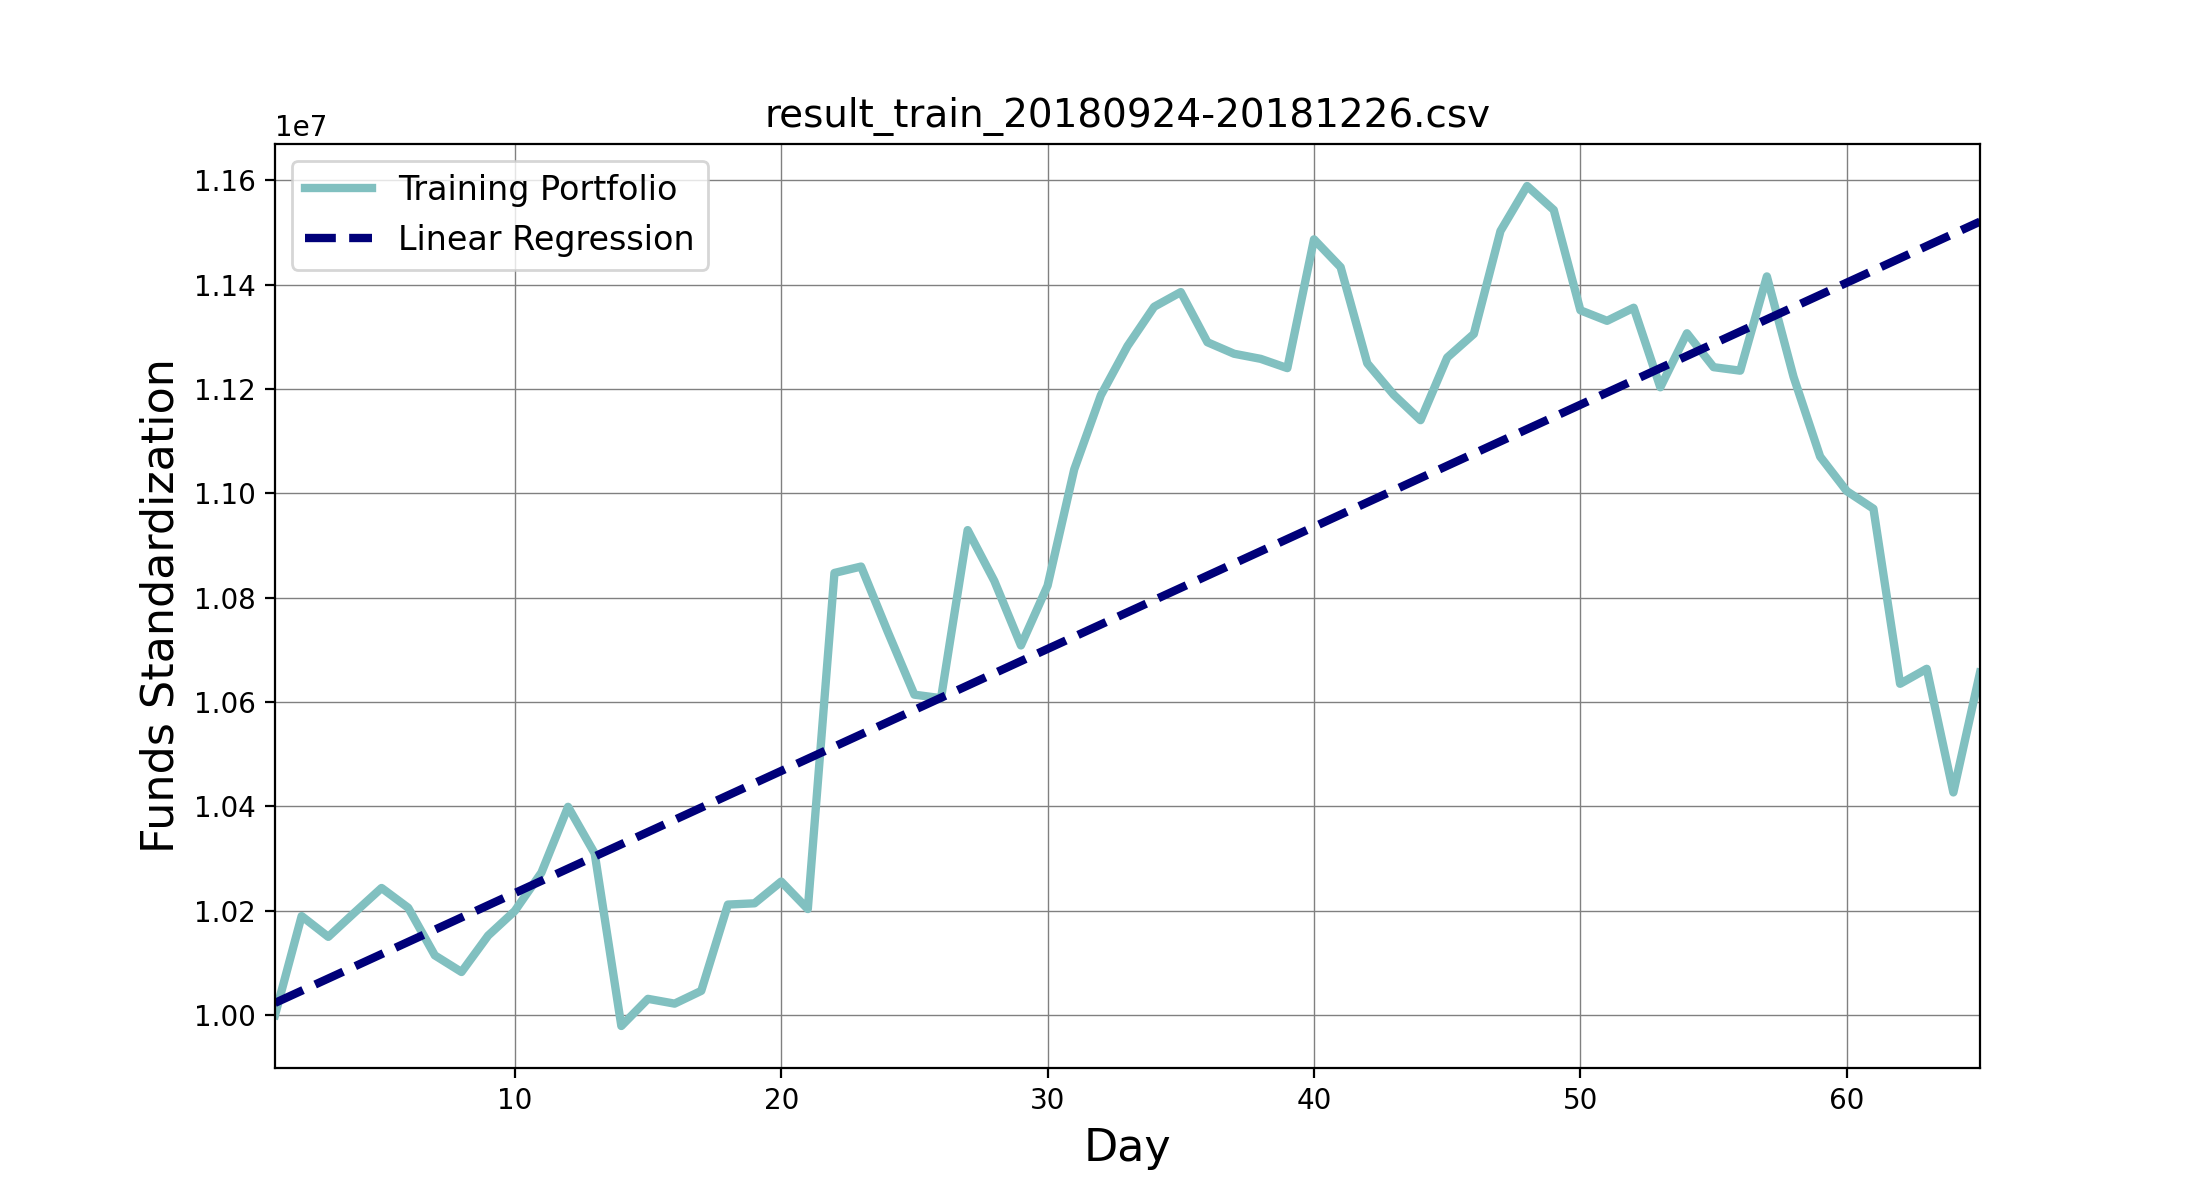 result_train_20180924-20181226.csv
1e7
Training Portfolio
Linear Regression
1.16
1.14
1.12
1.10
1.08
1.06
1.04
1.02
1.00
Funds Standardization
10 20 30 40 50 60
Day